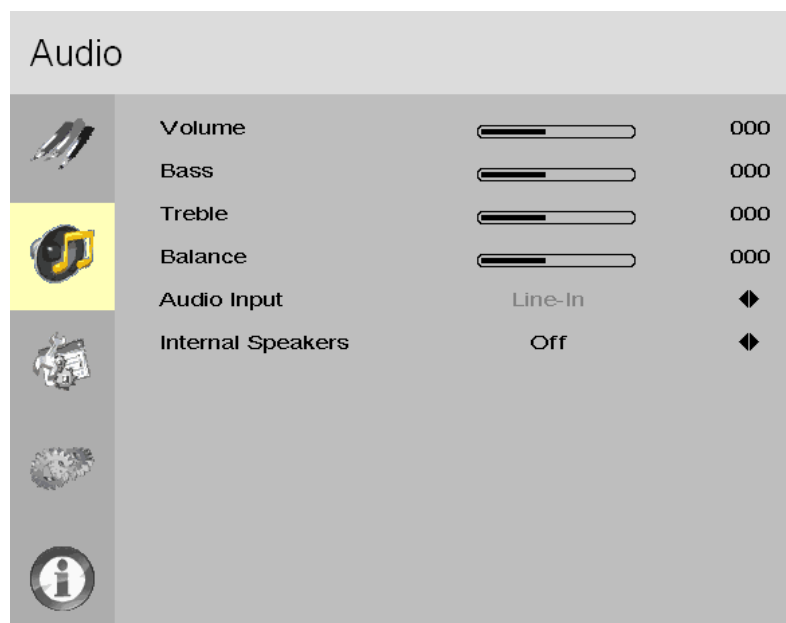 Audio
Volume 000
Bass 000
Treble 000
Balance 000
Audio Input Line-In
Internal Speakers Off